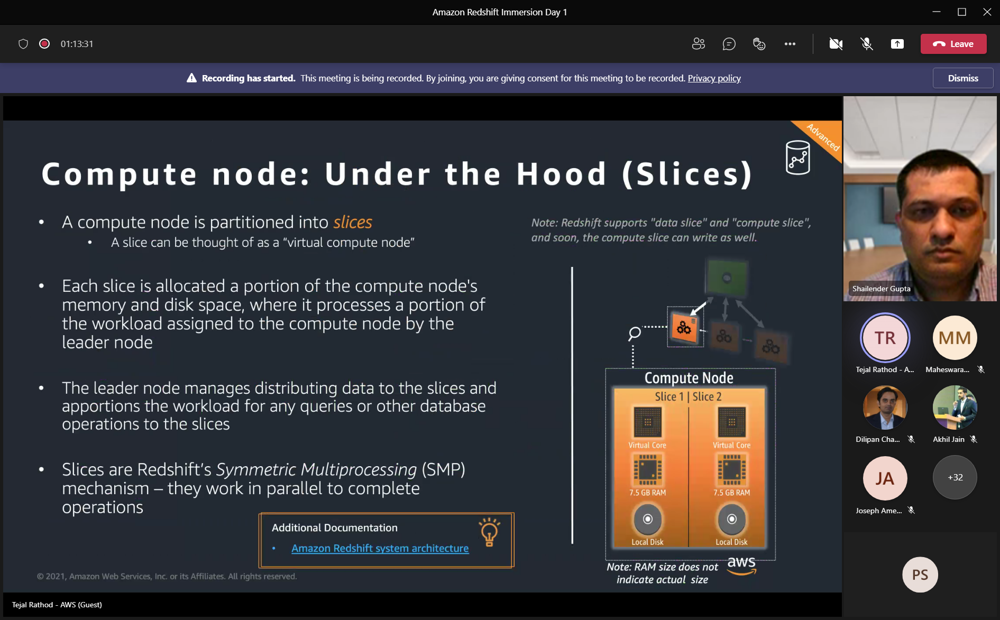 Amazon Redshift Immersion Day 1
01:13:31
Leave
Recording has started. This meeting is being recorded. By joining, you are giving consent for this meeting to be recorded. Privacy policy
Dismiss
Advanced
Compute node: Under the Hood (Slices)
• A compute node is partitioned into slices
• A slice can be thought of as a “virtual compute node”
• Each slice is allocated a portion of the compute node's
memory and disk space, where it processes a portion of
the workload assigned to the compute node by the
leader node
• The leader node manages distributing data to the slices and
apportions the workload for any queries or other database
operations to the slices
• Slices are Redshift’s Symmetric Multiprocessing (SMP)
mechanism – they work in parallel to complete
operations
Additional Documentation
• Amazon Redshift system architecture
© 2021, Amazon Web Services, Inc. or its Affiliates. All rights reserved.
Note: Redshift supports "data slice" and "compute slice",
and soon, the compute slice can write as well.
Compute Node
Slice 1 | Slice 2
Virtual Core
Virtual Core
7.5 GB RAM
7.5 GB RAM
Local Disk
Local Disk
Note: RAM size does not
indicate actual size
aws
Tejal Rathod - AWS (Guest)
Shailender Gupta
TR
MM
Tejal Rathod - A...
Maheswara...
Dilipan Cha...
Akhil Jain
JA
+32
Joseph Ame...
PS